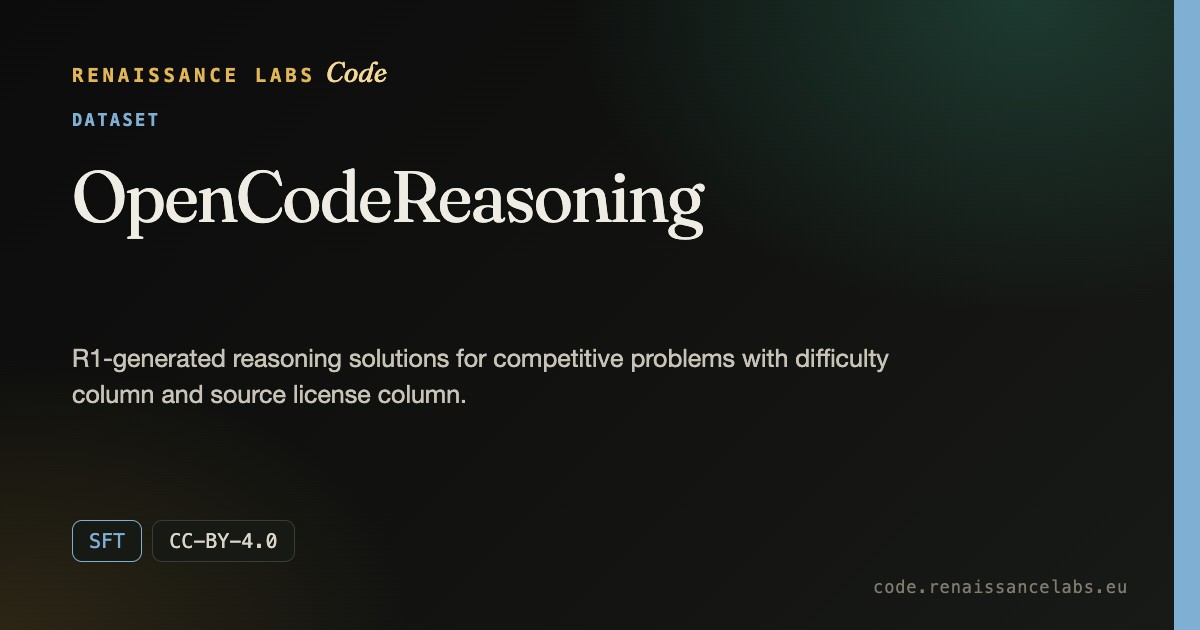 RENAISSANCE LABS Code
DATASET
OpenCodeReasoning
R1-generated reasoning solutions for competitive problems with difficulty
column and source license column.
SFT CC-BY-4.0
code.renaissancelabs.eu